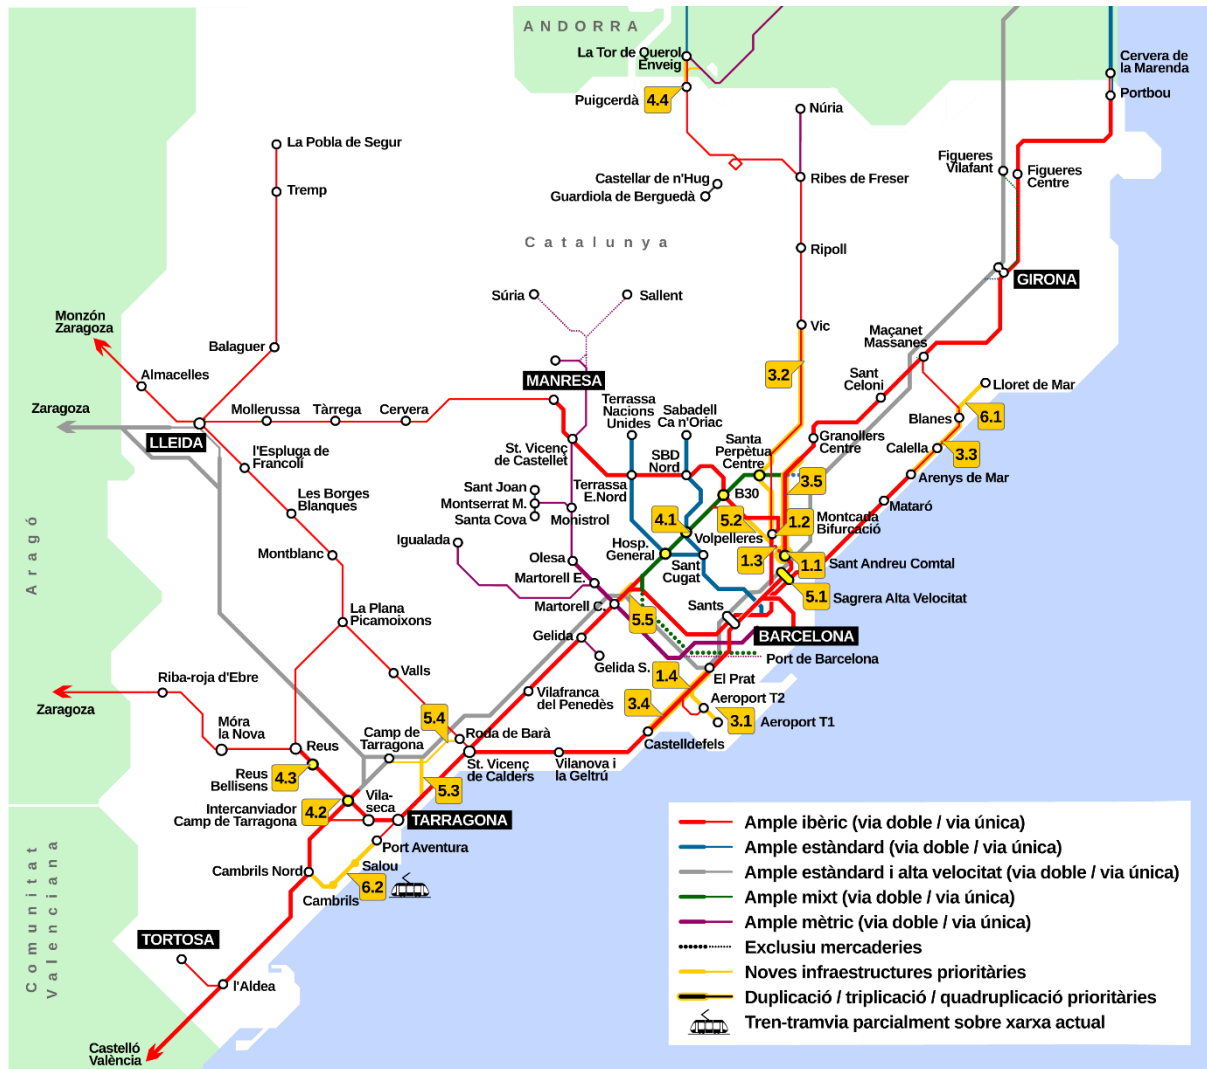 ANDORRA
La Tor de Querol
Enveig
Cervera de
la Marenda
Puigcerdà
4.4
Portbou
Núria
La Pobla de Segur
Figueres
Vilafant
Figueres
Centre
Castellar de n'Hug
Ribes de Freser
Tremp
Guardiola de Berguedà
Catalunya
Ripoll
GIRONA
Súria
Sallent
Monzón
Zaragoza
Vic
Maçanet
Massanes
Balaguer
Almacelles
MANRESA
3.2
Sant
Celoni
Lloret de Mar
Zaragoza
Mollerussa
Tàrrega
Cervera
Terrassa
Nacions
Unides
Sabadell
Ca n'Oriac
6.1
Blanes
LLEIDA
St. Vicenç
de Castellet
SBD
Nord
Santa
Perpètua
Centre
Granollers
Centre
Calella
3.3
l'Espluga de
Francolí
Terrassa
E.Nord
Arenys de Mar
3.5
Sant Joan
Montserrat M.
Santa Cova
Les Borges
Blanques
B30
Mataró
Monistrol
4.1
5.2
1.2
Montcada
Bifurcació
Igualada
Hosp.
General
Volpelleres
Montblanc
Olesa
Sant
Cugat
1.3
1.1
Sant Andreu Comtal
Martorell E.
Aragó
La Plana
Picamoixons
Martorell C.
Sants
5.1
Sagrera Alta Velocitat
5.5
Gelida
BARCELONA
Gelida S.
Port de Barcelona
Riba-roja d'Ebre
Valls
1.4
El Prat
Zaragoza
Vilafranca
del Penedès
3.4
Aeroport T2
Móra
la Nova
5.4
3.1
Aeroport T1
Camp de
Tarragona
Roda de Barà
Castelldefels
Reus
St. Vicenç
de Calders
Vilanova i
la Geltrú
Reus
Bellisens
4.3
5.3
Intercanviador
Camp de Tarragona
4.2
Vila-
seca
TARRAGONA
Port Aventura
Cambrils Nord
Salou
6.2
Cambrils
Comunitat
Valenciana
TORTOSA
l'Aldea
Castelló
València
Ample ibèric (via doble / via única)
Ample estàndard (via doble / via única)
Ample estàndard i alta velocitat (via doble / via única)
Ample mixt (via doble / via única)
Ample mètric (via doble / via única)
Exclusiu mercaderies
Noves infraestructures prioritàries
Duplicació / triplicació / quadruplicació prioritàries
Tren-tramvia parcialment sobre xarxa actual